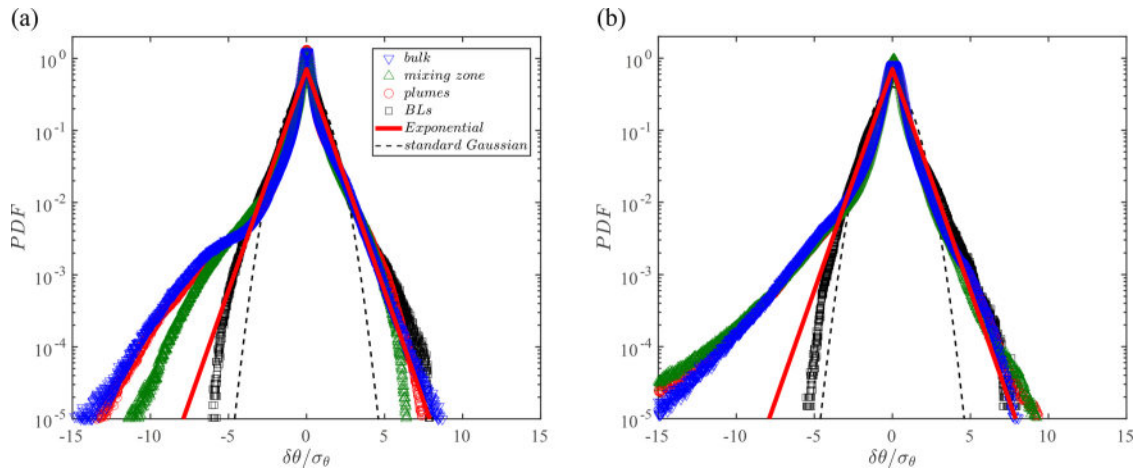 (a)
10^0
10^-1
10^-2
10^-3
10^-4
10^-5
PDF
-15 -10 -5 0 5 10 15
δθ/σ_θ
bulk
mixing zone
plumes
BLs
Exponential
standard Gaussian
(b)
10^0
10^-1
10^-2
10^-3
10^-4
10^-5
PDF
-15 -10 -5 0 5 10 15
δθ/σ_θ